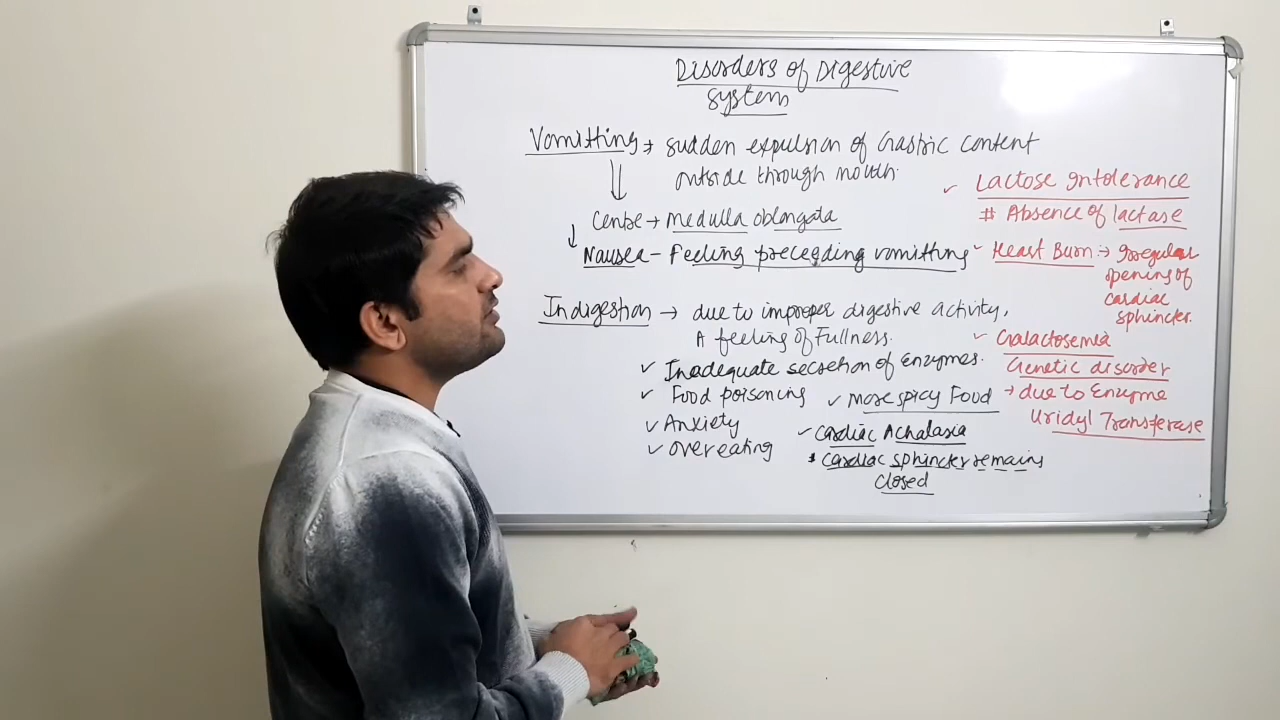 Disorders of Digestive
System
Vomitting → sudden expulsion of Gastric content
outside through mouth.
Centre → medulla oblongata
Nausea - Feeling preceeding vomitting
Indigestion → due to improper digestive activity,
A feeling of Fullness.
✓ Inadequate secretion of Enzymes.
✓ Food poisoning
✓ More spicy Food
✓ Anxiety
✓ Overeating
✓ Cardiac Achalasia
* Cardiac sphincter remains
closed
✓ Lactose Intolerance
# Absence of lactase
✓ Heart Burn → Irregular
opening of
cardiac
sphincter.
✓ Galactosemia
Genetic disorder
→ due to Enzyme
Uridyl Transferase